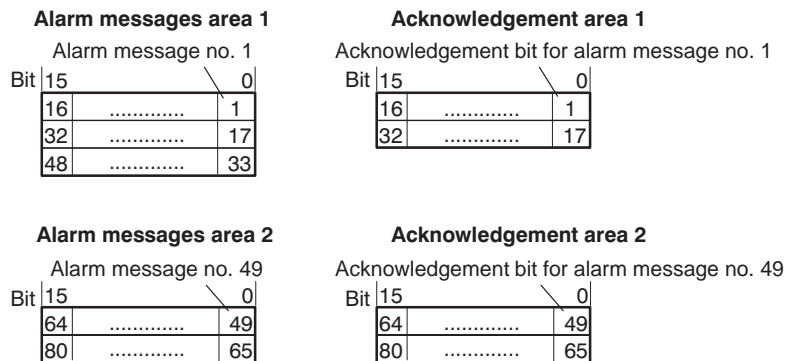 Alarm messages area 1
Acknowledgement area 1
Alarm message no. 1
Acknowledgement bit for alarm message no. 1
Bit 15 0
Bit 15 0
16 ............. 1
16 ............. 1
32 ............. 17
32 ............. 17
48 ............. 33
Alarm messages area 2
Acknowledgement area 2
Alarm message no. 49
Acknowledgement bit for alarm message no. 49
Bit 15 0
Bit 15 0
64 ............. 49
64 ............. 49
80 ............. 65
80 ............. 65